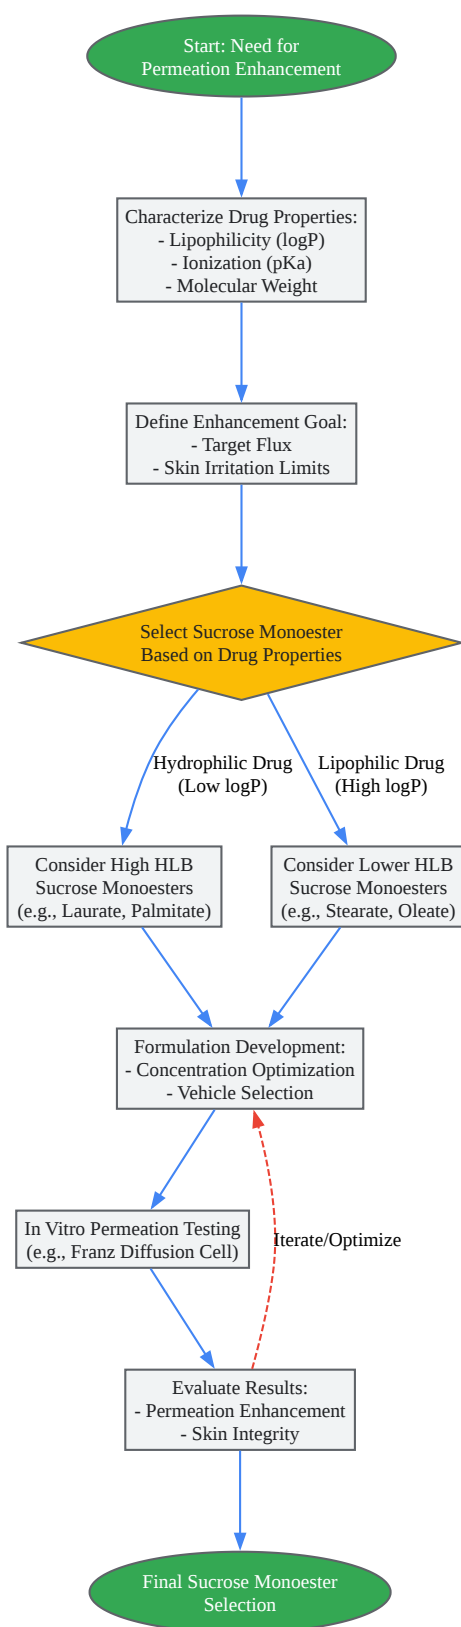 Start: Need for
Permeation Enhancement
Characterize Drug Properties:
- Lipophilicity (logP)
- Ionization (pKa)
- Molecular Weight
Define Enhancement Goal:
- Target Flux
- Skin Irritation Limits
Select Sucrose Monoester
Based on Drug Properties
Hydrophilic Drug
(Low logP)
Lipophilic Drug
(High logP)
Consider High HLB
Sucrose Monoesters
(e.g., Laurate, Palmitate)
Consider Lower HLB
Sucrose Monoesters
(e.g., Stearate, Oleate)
Formulation Development:
- Concentration Optimization
- Vehicle Selection
In Vitro Permeation Testing
(e.g., Franz Diffusion Cell)
Iterate/Optimize
Evaluate Results:
- Permeation Enhancement
- Skin Integrity
Final Sucrose Monoester
Selection